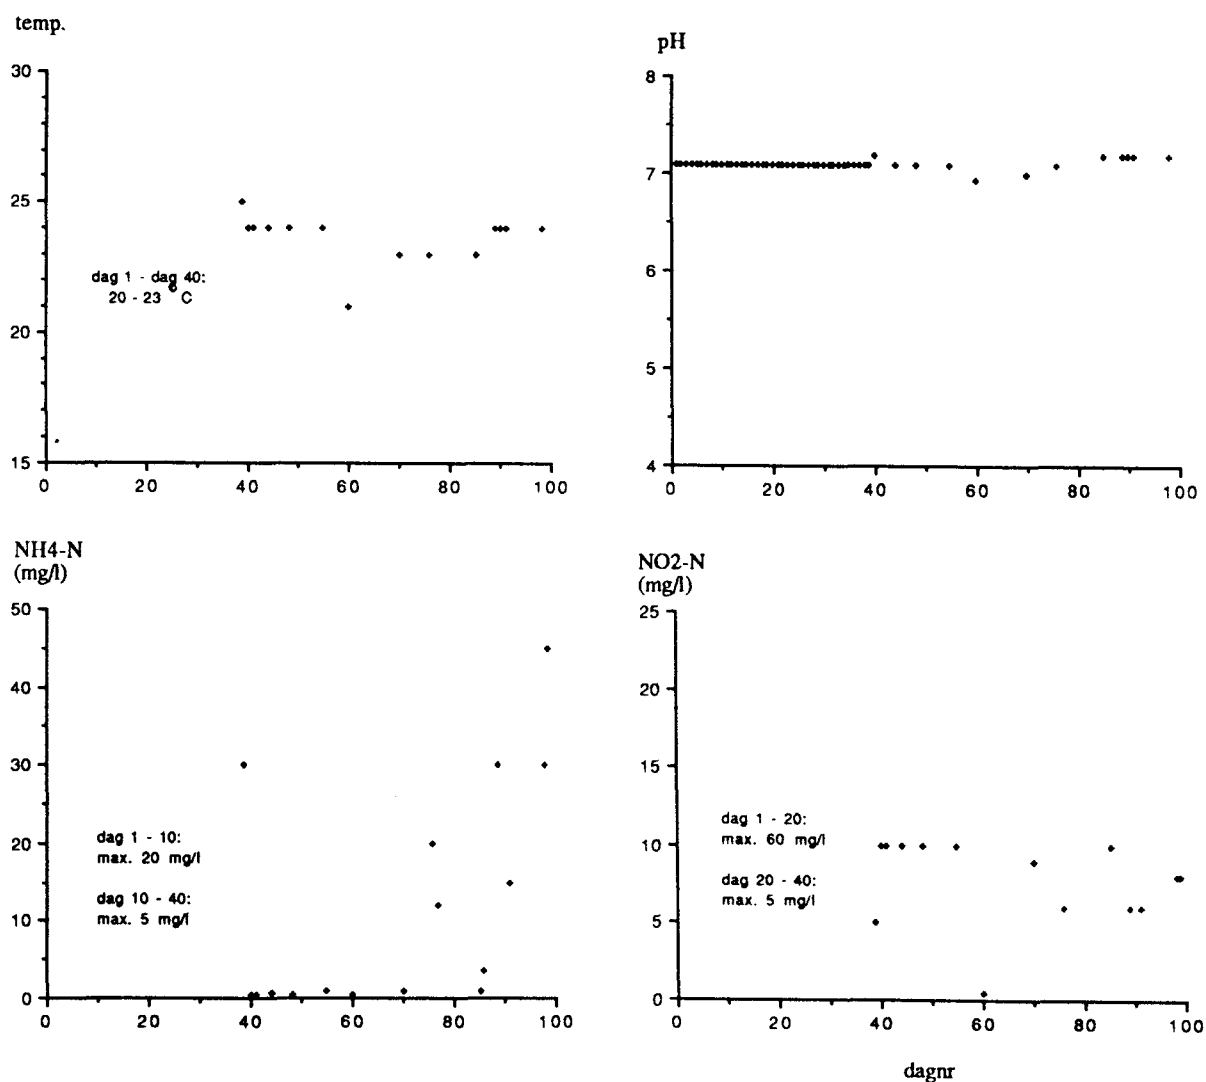 temp.
30
25
20
15
dag 1 - dag 40:
20 - 23 °C
0 20 40 60 80 100
pH
8
7
6
5
4
0 20 40 60 80 100
NH4-N
(mg/l)
50
40
30
20
10
0
dag 1 - 10:
max. 20 mg/l
dag 10 - 40:
max. 5 mg/l
0 20 40 60 80 100
NO2-N
(mg/l)
25
20
15
10
5
0
dag 1 - 20:
max. 60 mg/l
dag 20 - 40:
max. 5 mg/l
0 20 40 60 80 100
dagnr